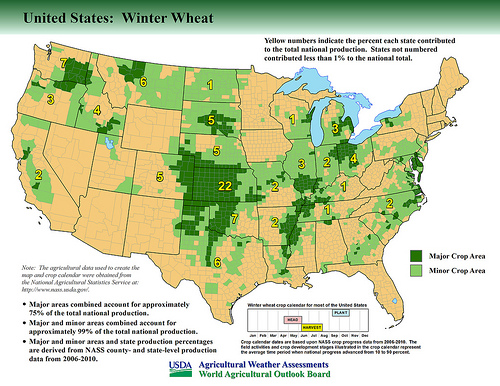 United States: Winter Wheat
Yellow numbers indicate the percent each state contributed
to the total national production. States not numbered
contributed less than 1% to the national total.
7
6
1
3
4
5
1
3
5
2
5
22
3
2
4
2
1
2
7
2
1
2
6
Major Crop Area
Minor Crop Area
Note: The agricultural data used to create the
map and crop calendar were obtained from
the National Agricultural Statistics Service at:
http://www.nass.usda.gov/.
• Major areas combined account for approximately
75% of the total national production.
• Major and minor areas combined account for
approximately 99% of the total national production.
• Major and minor areas and state production percentages
are derived from NASS county- and state-level production
data from 2006-2010.
Winter wheat crop calendar for most of the United States
PLANT
HEAD
HARVEST
Jan Feb Mar Apr May Jun Jul Aug Sep Oct Nov Dec
Crop calendar dates are based upon NASS crop progress data from 2006-2010. The
field activities and crop development stages illustrated in the crop calendar represent
the average time period when national progress advanced from 10 to 90 percent.
USDA Agricultural Weather Assessments
World Agricultural Outlook Board